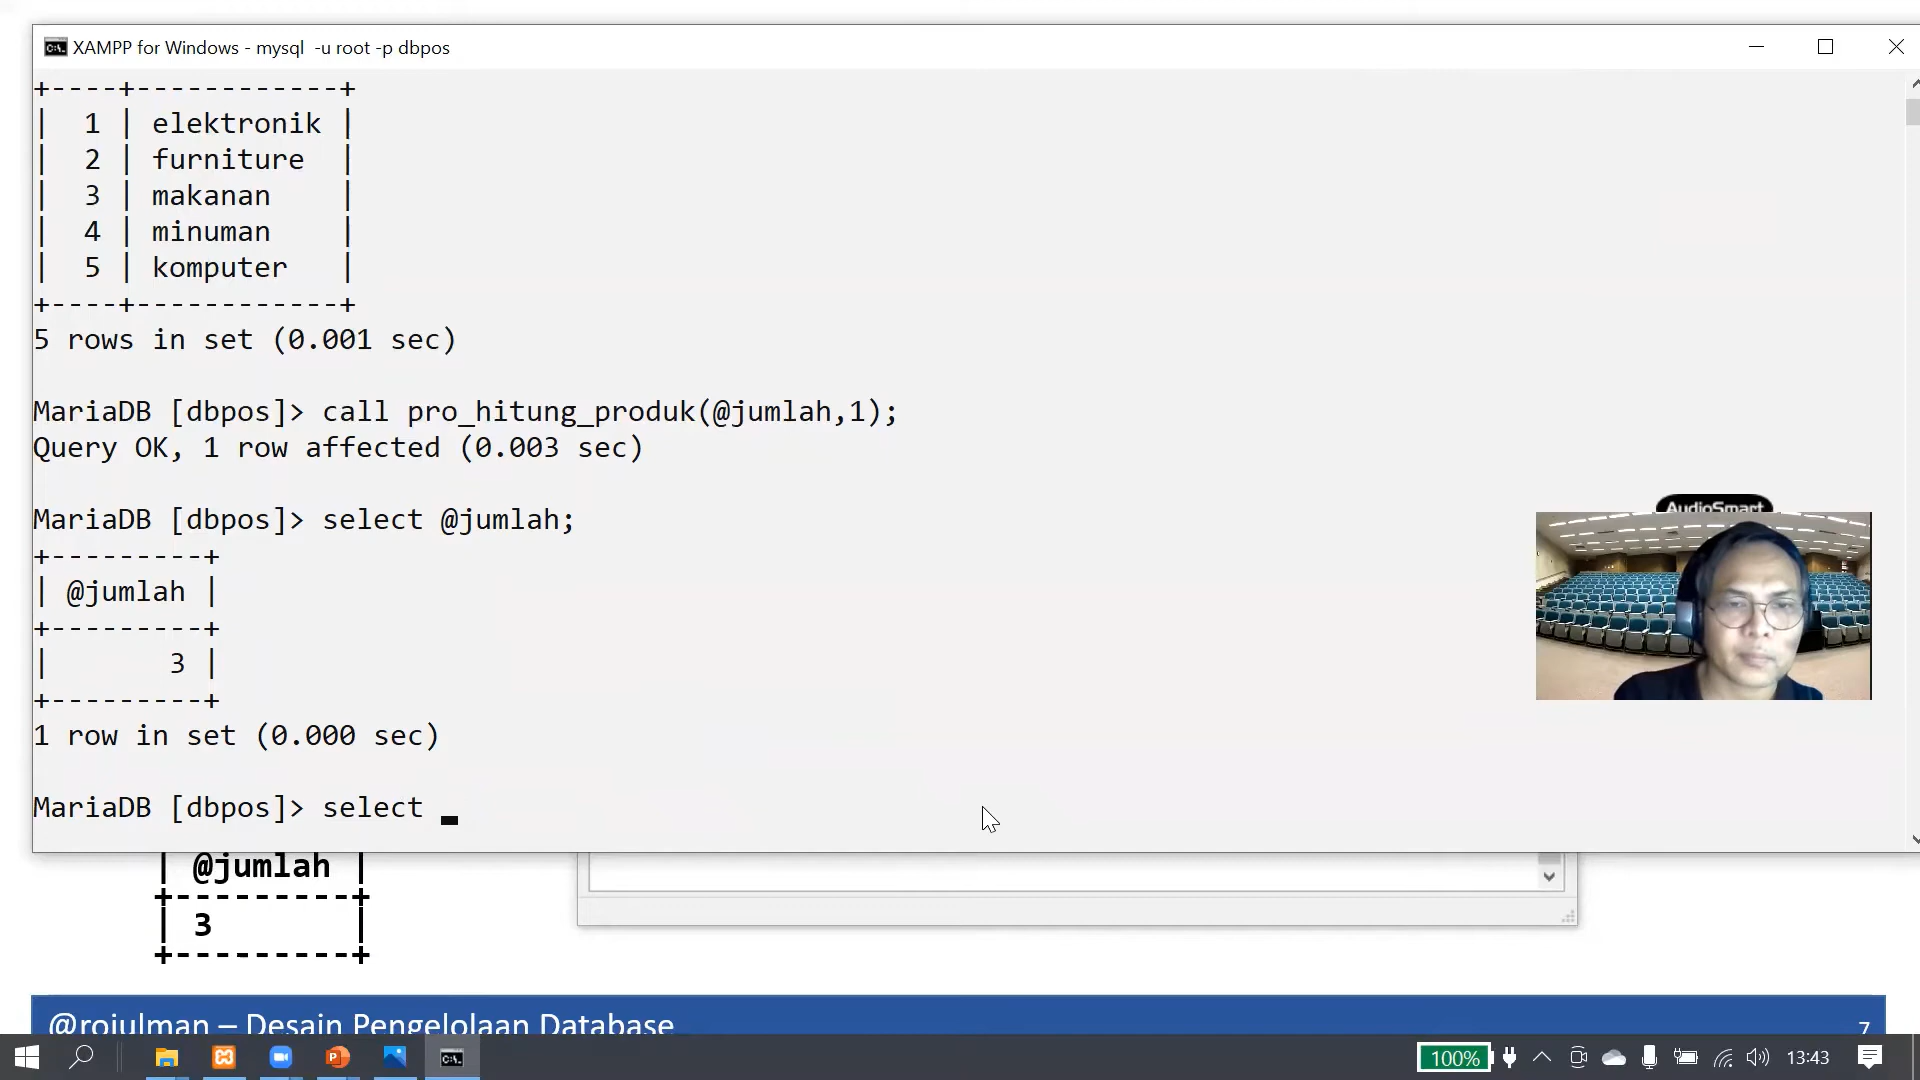 XAMPP for Windows - mysql  -u root -p dbpos
+----+------------+
|  1 | elektronik |
|  2 | furniture  |
|  3 | makanan    |
|  4 | minuman    |
|  5 | komputer   |
+----+------------+
5 rows in set (0.001 sec)
MariaDB [dbpos]> call pro_hitung_produk(@jumlah,1);
Query OK, 1 row affected (0.003 sec)
MariaDB [dbpos]> select @jumlah;
+---------+
| @jumlah |
+---------+
|       3 |
+---------+
1 row in set (0.000 sec)
MariaDB [dbpos]> select _
AudioSmart
| @jumlah |
+----------+
| 3        |
+----------+
@rojulman – Desain Pengelolaan Database
7
100%
13:43